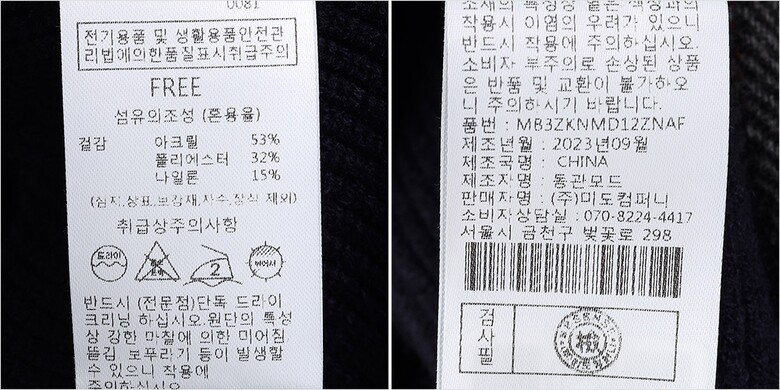 0081
전기용품 및 생활용품안전관
리법에의한품질표시취급주의
FREE
섬유의조성 (혼용율)
겉감 아크릴 53%
폴리에스터 32%
나일론 15%
(심지,상표,보강재,자수,장식 제외)
취급상주의사항
드라이
2
반드시 (전문점)단독 드라이
크리닝 하십시오.원단의 특성
상 강한 마찰에 의한 미어짐,
뜯김 보푸라기 등이 발생할
수 있으니 착용에
주의하십시오
소재의 특성상 짙은 색상과의
착용시 이염의 우려가 있으니
반드시 착용에 주의하십시오.
소비자 부주의로 손상된 상품
은 반품 및 교환이 불가하오
니 주의하시기 바랍니다.
품번 : MB3ZKNMD12ZNAF
제조년월 : 2023년09월
제조국명 : CHINA
제조자명 : 동관모드
판매자명 : (주)미도컴퍼니
소비자상담실 : 070-8224-4417
서울시 금천구 벚꽃로 298
검
사
필